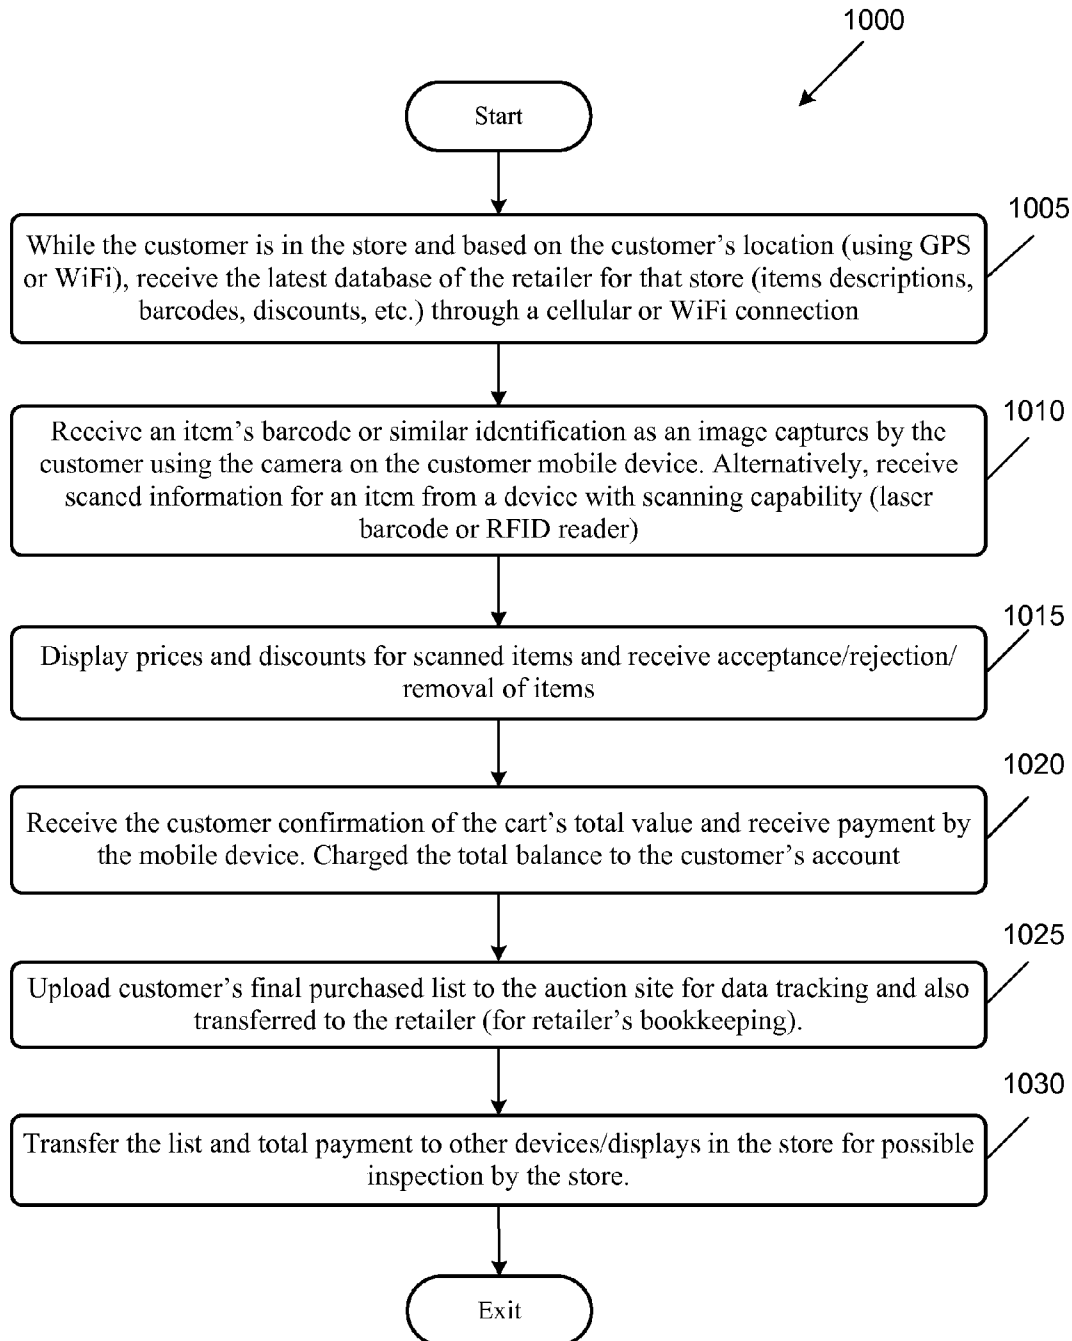 1000
Start
1005
While the customer is in the store and based on the customer's location (using GPS
or WiFi), receive the latest database of the retailer for that store (items descriptions,
barcodes, discounts, etc.) through a cellular or WiFi connection
1010
Receive an item's barcode or similar identification as an image captures by the
customer using the camera on the customer mobile device. Alternatively, receive
scaned information for an item from a device with scanning capability (laser
barcode or RFID reader)
1015
Display prices and discounts for scanned items and receive acceptance/rejection/
removal of items
1020
Receive the customer confirmation of the cart's total value and receive payment by
the mobile device. Charged the total balance to the customer's account
1025
Upload customer's final purchased list to the auction site for data tracking and also
transferred to the retailer (for retailer's bookkeeping).
1030
Transfer the list and total payment to other devices/displays in the store for possible
inspection by the store.
Exit